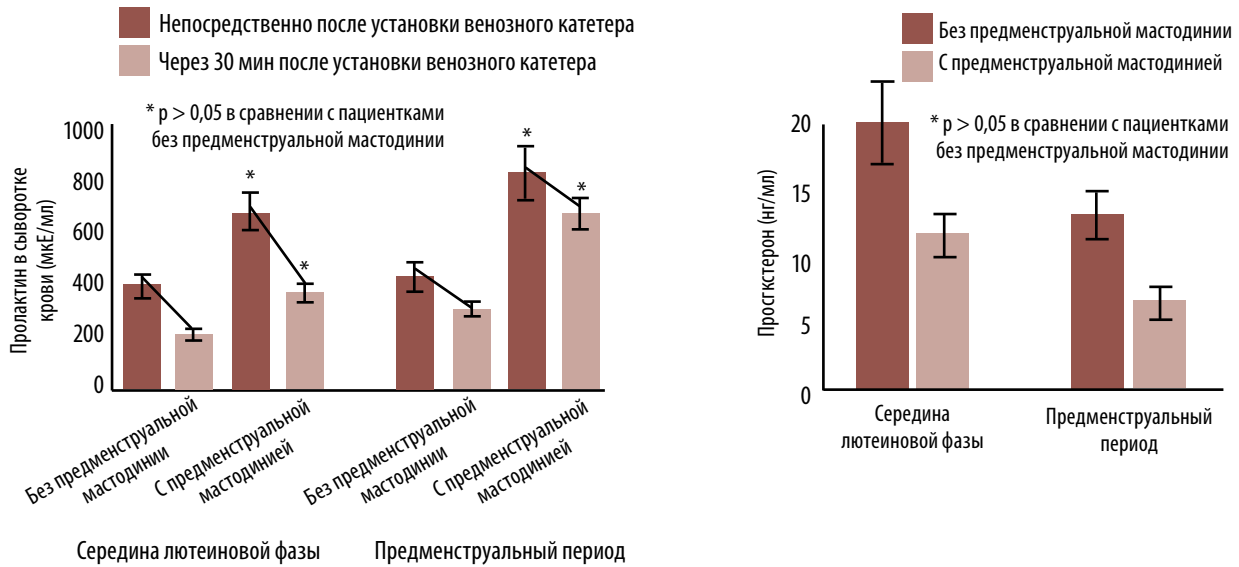 Непосредственно после установки венозного катетера
Через 30 мин после установки венозного катетера
* р > 0,05 в сравнении с пациентками
без предменструальной мастодинии
Пролактин в сыворотке
крови (мкЕ/мл)
1000
800
600
400
200
0
*
*
*
*
Без предменструальной
мастодинии
С предменструальной
мастодинией
Без предменструальной
мастодинии
С предменструальной
мастодинией
Середина лютеиновой фазы
Предменструальный период
Без предменструальной мастодинии
С предменструальной мастодинией
* р > 0,05 в сравнении с пациентками
без предменструальной мастодинии
Просгкстерон (нг/мл)
20
15
10
5
0
Середина
лютеиновой фазы
Предменструальный
период